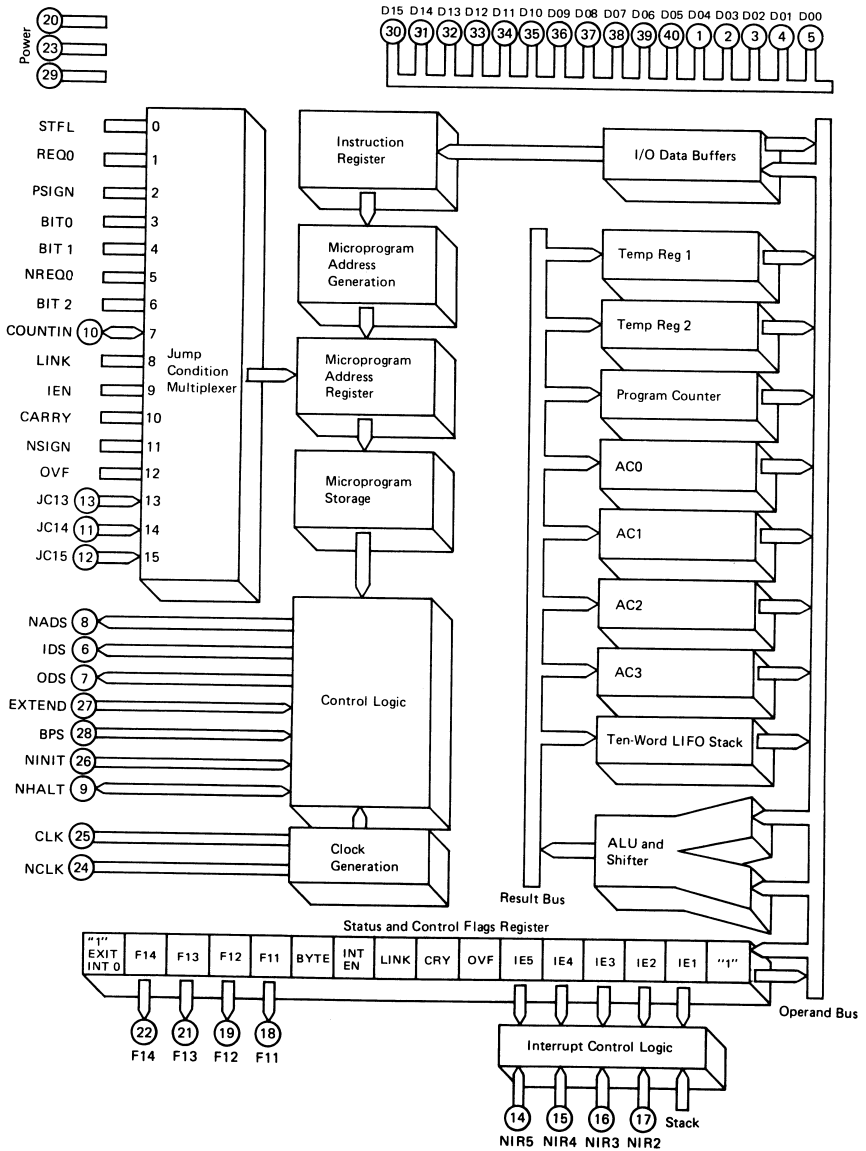 Power
20
23
29
D15 D14 D13 D12 D11 D10 D09 D08 D07 D06 D05 D04 D03 D02 D01 D00
30 31 32 33 34 35 36 37 38 39 40 1 2 3 4 5
STFL 0
REQ0 1
PSIGN 2
BIT0 3
BIT 1 4
NREQ0 5
BIT 2 6
COUNTIN 10 7
LINK 8
IEN 9
CARRY 10
NSIGN 11
OVF 12
JC13 13 13
JC14 11 14
JC15 12 15
Jump
Condition
Multiplexer
Instruction
Register
Microprogram
Address
Generation
Microprogram
Address
Register
Microprogram
Storage
I/O Data Buffers
Temp Reg 1
Temp Reg 2
Program Counter
AC0
AC1
AC2
AC3
Ten-Word LIFO Stack
ALU and
Shifter
Result Bus
Operand Bus
NADS 8
IDS 6
ODS 7
EXTEND 27
BPS 28
NINIT 26
NHALT 9
Control Logic
CLK 25
NCLK 24
Clock
Generation
Status and Control Flags Register
"1"
EXIT
INT 0
F14
F13
F12
F11
BYTE
INT
EN
LINK
CRY
OVF
IE5
IE4
IE3
IE2
IE1
"1"
22 21 19 18
F14 F13 F12 F11
Interrupt Control Logic
14 15 16 17 Stack
NIR5 NIR4 NIR3 NIR2